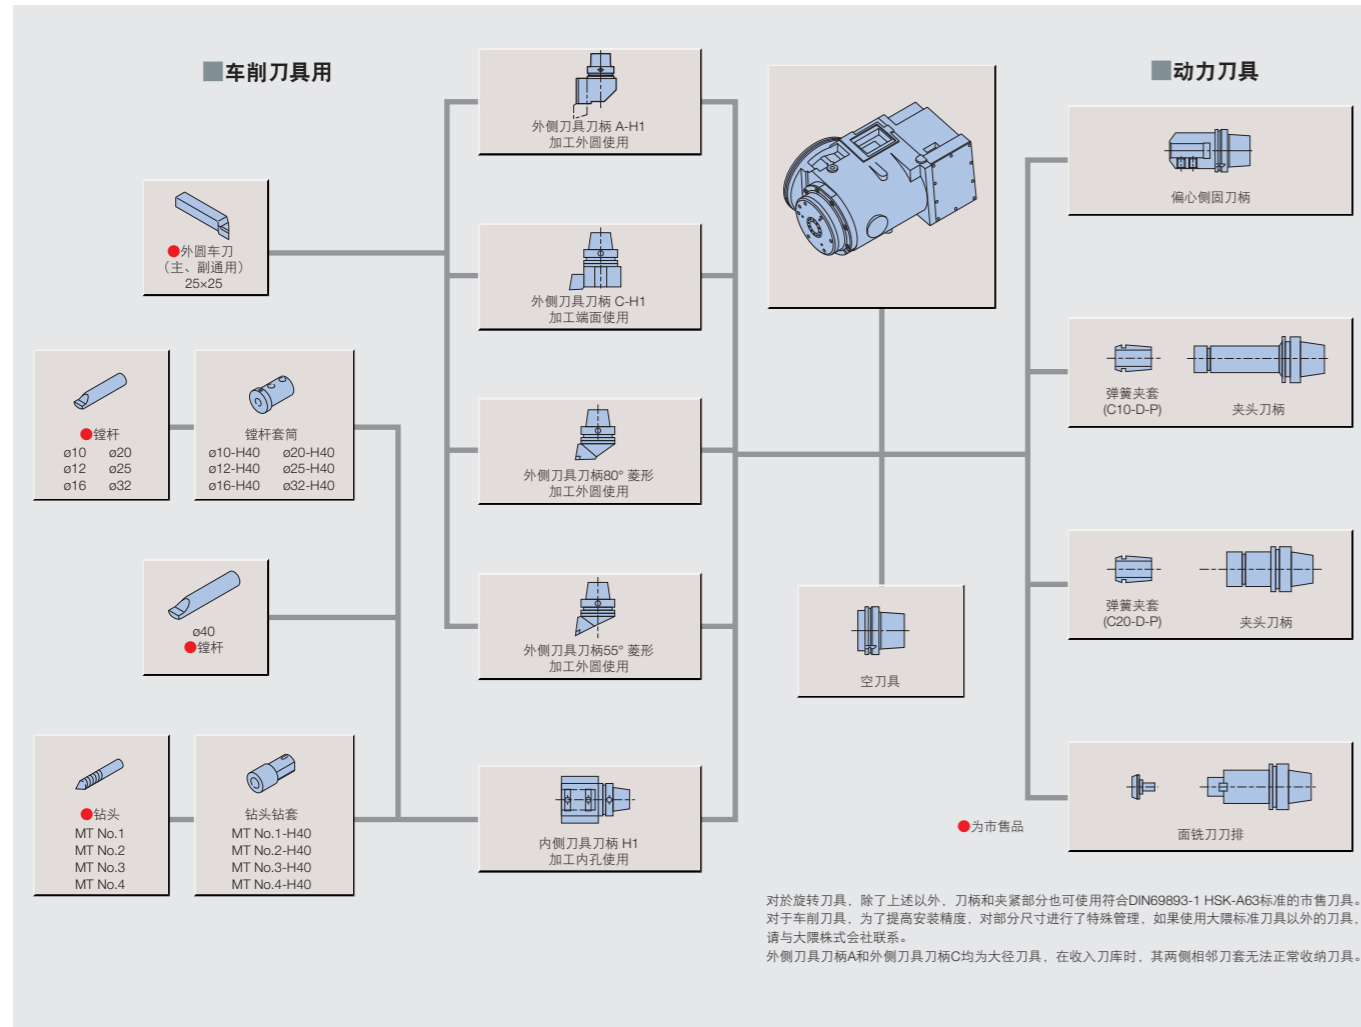 车削刀具用
外侧刀具刀柄 A-H1
加工外圆使用
动力刀具
偏心侧固刀柄
外圆车刀
（主、副通用）
25×25
外侧刀具刀柄 C-H1
加工端面使用
弹簧夹套
(C10-D-P)
夹头刀柄
镗杆
ø10 ø20
ø12 ø25
ø16 ø32
镗杆套筒
ø10-H40 ø20-H40
ø12-H40 ø25-H40
ø16-H40 ø32-H40
外侧刀具刀柄80° 菱形
加工外圆使用
弹簧夹套
(C20-D-P)
夹头刀柄
ø40
镗杆
外侧刀具刀柄55° 菱形
加工外圆使用
空刀具
钻头
MT No.1
MT No.2
MT No.3
MT No.4
钻头钻套
MT No.1-H40
MT No.2-H40
MT No.3-H40
MT No.4-H40
内侧刀具刀柄 H1
加工内孔使用
为市售品
面铣刀刀排
对於旋转刀具，除了上述以外，刀柄和夹紧部分也可使用符合DIN69893-1 HSK-A63标准的市售刀具。
对于车削刀具，为了提高安装精度，对部分尺寸进行了特殊管理，如果使用大隈标准刀具以外的刀具，
请与大隈株式会社联系。
外侧刀具刀柄A和外侧刀具刀柄C均为大径刀具，在收入刀库时，其两侧相邻刀套无法正常收纳刀具。